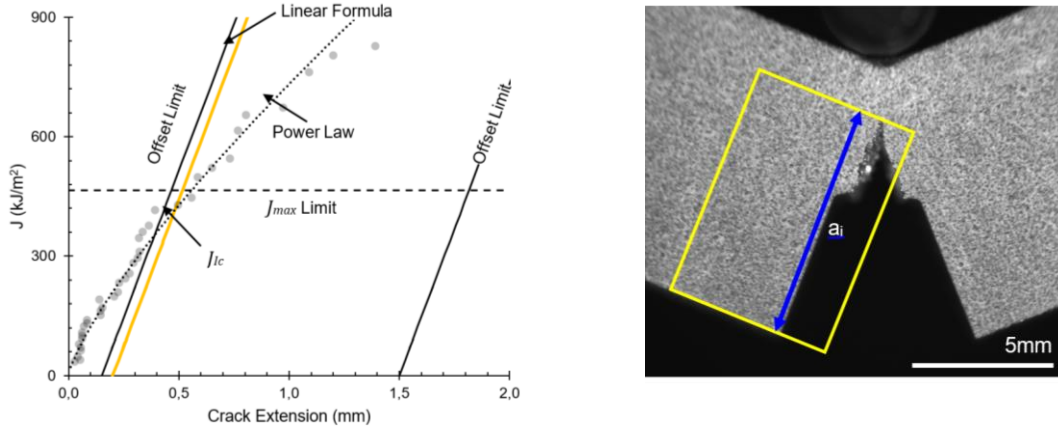 900
600
300
0
J (kJ/m²)
0,0
0,5
1,0
1,5
2,0
Crack Extension (mm)
Linear Formula
Offset Limit
Power Law
Offset Limit
Jmax Limit
JIc
ai
5mm